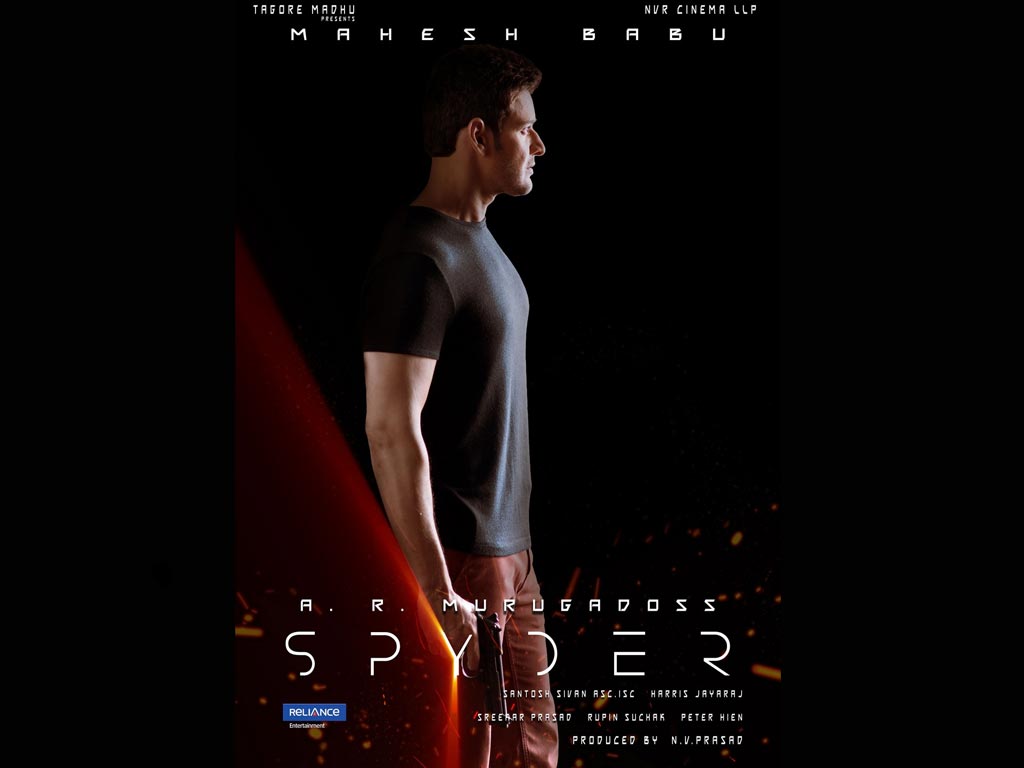 TAGORE MADHU
PRESENTS
NVR CINEMA LLP
MAHESH BABU
A. R. MURUGADOSS
SPYDER
SANTOSH SIVAN ASC.ISC HARRIS JAYARAJ
SREEKAR PRASAD RUPIN SUCHAK PETER HIEN
PRODUCED BY N.V.PRASAD
RELIANCE
Entertainment